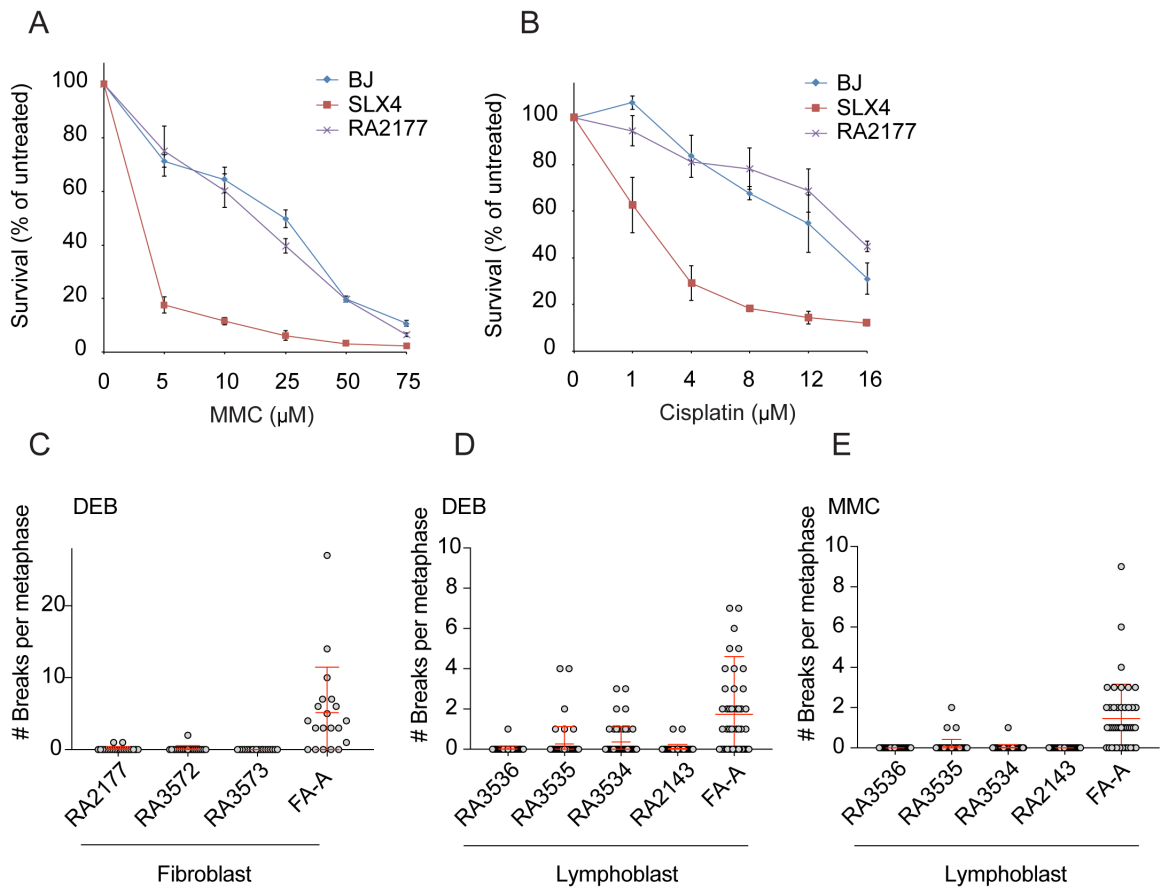 A
B
Survival (% of untreated)
100
80
60
40
20
0
0 5 10 25 50 75
MMC (µM)
BJ
SLX4
RA2177
Survival (% of untreated)
100
80
60
40
20
0
0 1 4 8 12 16
Cisplatin (µM)
BJ
SLX4
RA2177
C
D
E
DEB
# Breaks per metaphase
20
10
0
RA2177
RA3572
RA3573
FA-A
Fibroblast
DEB
# Breaks per metaphase
10
8
6
4
2
0
RA3536
RA3535
RA3534
RA2143
FA-A
Lymphoblast
MMC
# Breaks per metaphase
10
8
6
4
2
0
RA3536
RA3535
RA3534
RA2143
FA-A
Lymphoblast